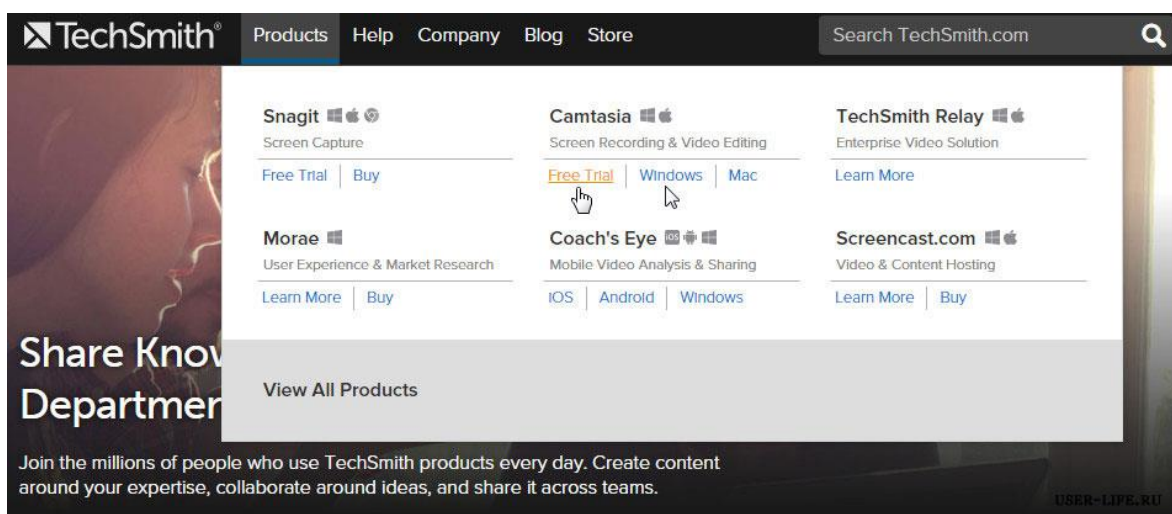 TechSmith® Products Help Company Blog Store Search TechSmith.com
Snagit
Screen Capture
Free Trial Buy
Camtasia
Screen Recording & Video Editing
Free Trial Windows Mac
TechSmith Relay
Enterprise Video Solution
Learn More
Morae
User Experience & Market Research
Learn More Buy
Coach's Eye iOS
Mobile Video Analysis & Sharing
iOS Android Windows
Screencast.com
Video & Content Hosting
Learn More Buy
View All Products
Share Know
Departmer
Join the millions of people who use TechSmith products every day. Create content
around your expertise, collaborate around ideas, and share it across teams.
USER-LIFE.RU